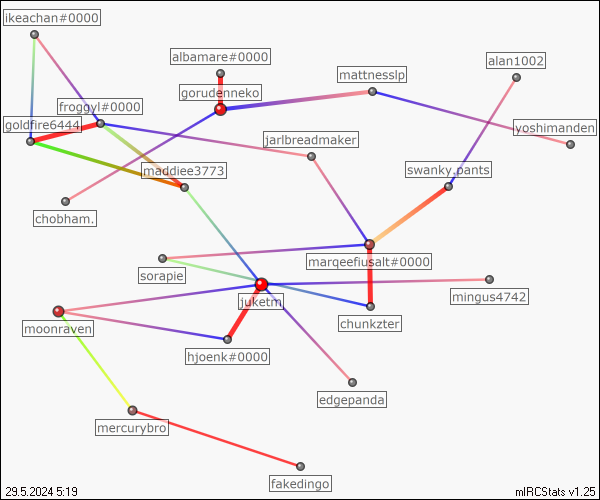 ikeachan#0000
albamare#0000
alan1002
mattnesslp
gorudenneko
froggyl#0000
goldfire6444
yoshimanden
jarlbreadmaker
maddiee3773
swanky.pants
chobham.
marqeefiusalt#0000
sorapie
mingus4742
juketm
chunkzter
moonraven
hjoenk#0000
edgepanda
mercurybro
fakedingo
29.5.2024 5:19
mIRCStats v1.25